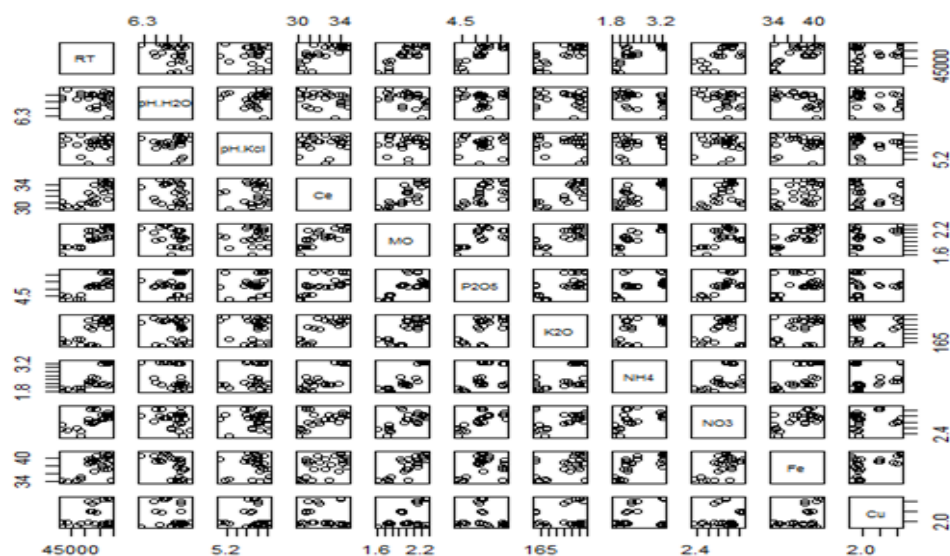 6.3 30 34 4.5 1.8 3.2 34 40
RT 45000
6.3 pH.H2O
pH.Kcl 5.2
30 34 Ce
MO 1.6 2.2
4.5 P2O5
K2O 165
1.8 3.2 NH4
NO3 2.4
34 40 Fe
Cu 2.0
45000 5.2 1.6 2.2 165 2.4 2.0